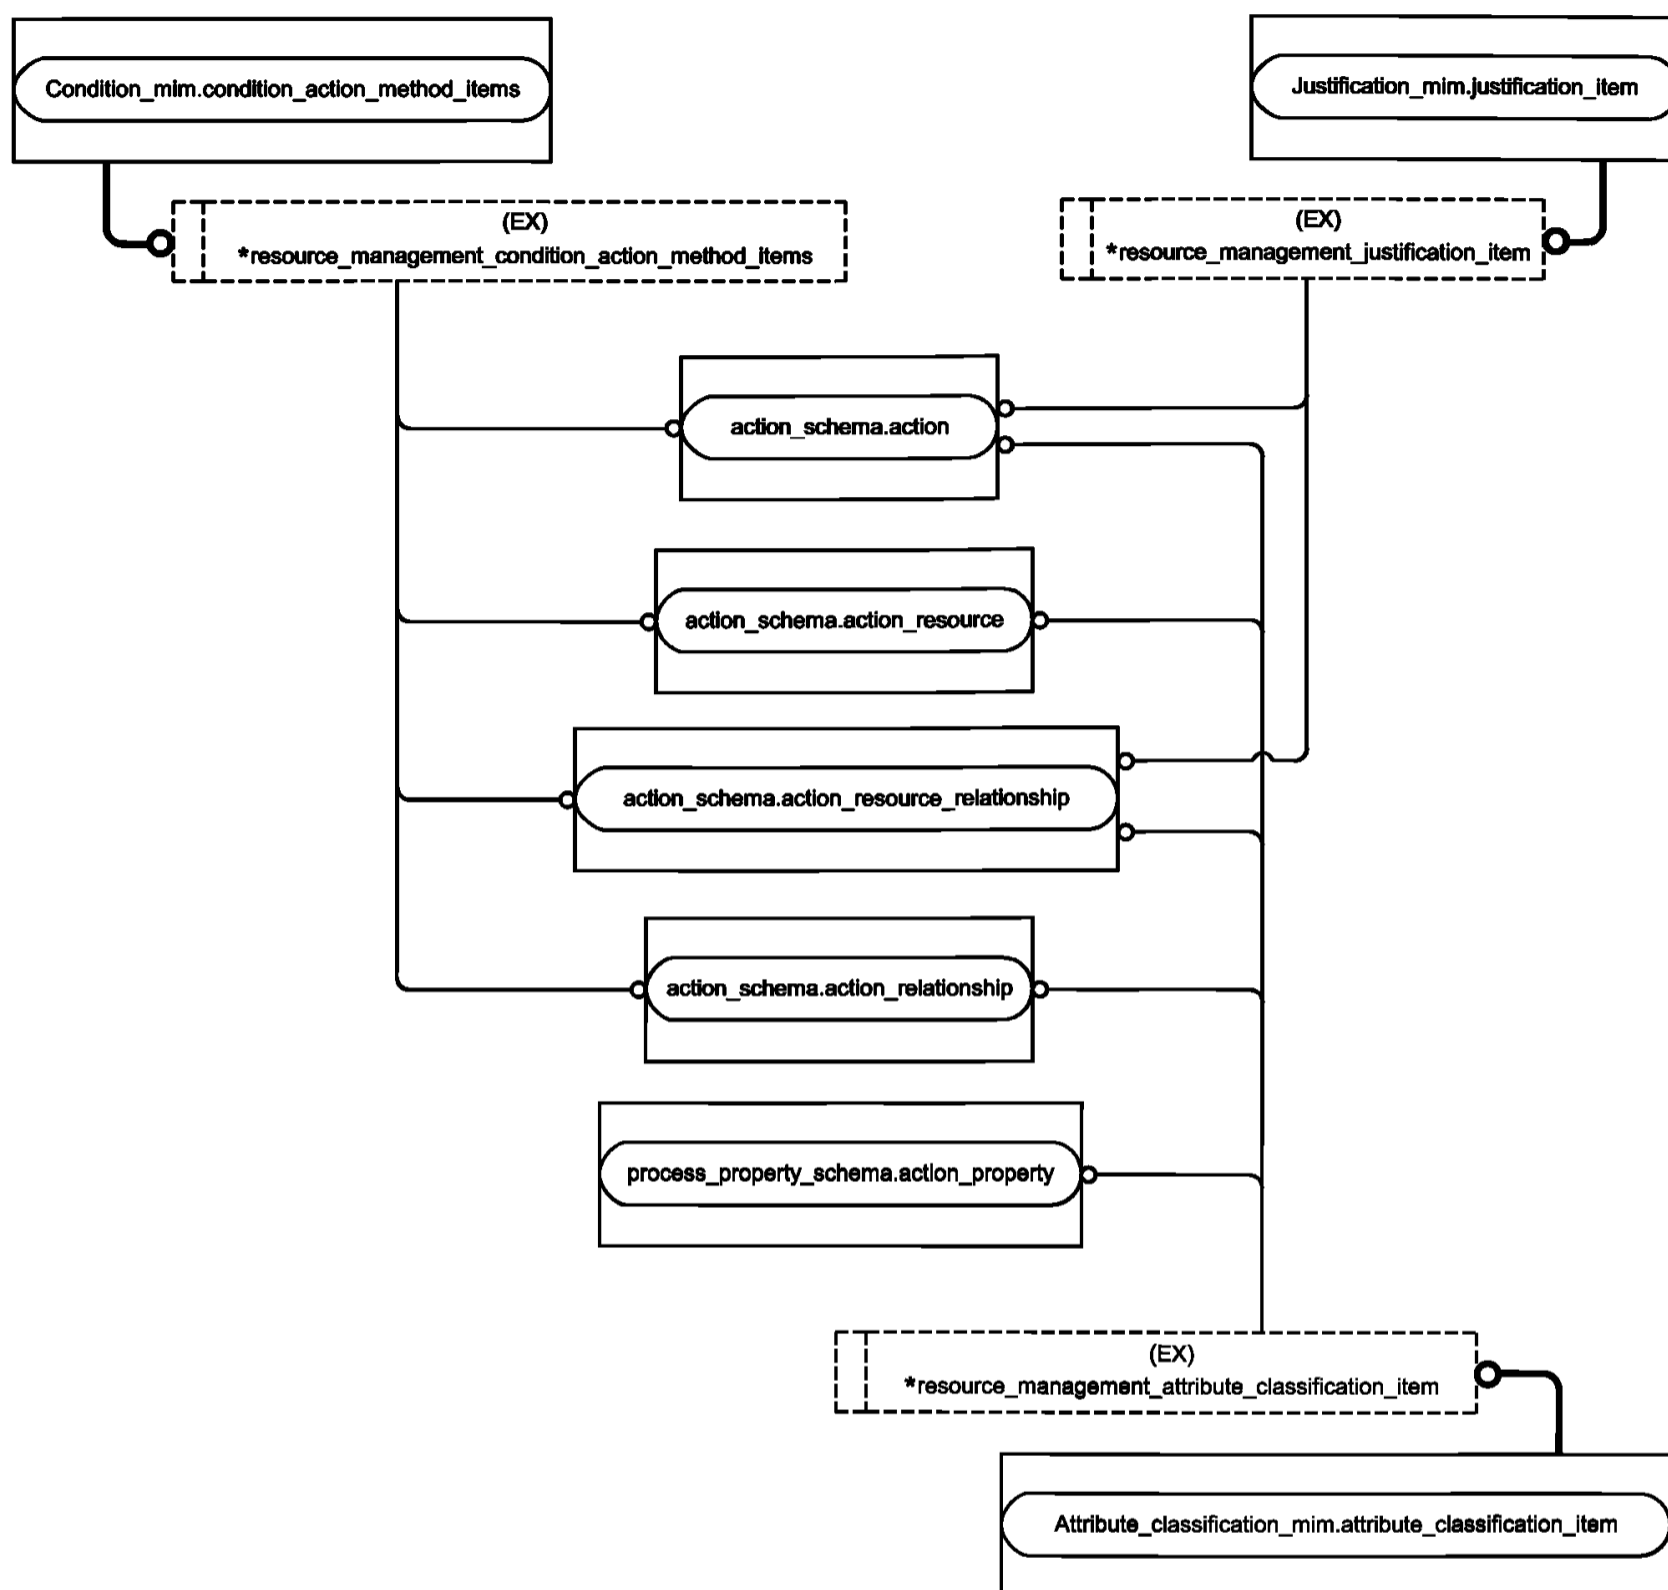 Condition_mim.condition_action_method_items
Justification_mim.justification_item
(EX)
*resource_management_condition_action_method_items
(EX)
*resource_management_justification_item
action_schema.action
action_schema.action_resource
action_schema.action_resource_relationship
action_schema.action_relationship
process_property_schema.action_property
(EX)
*resource_management_attribute_classification_item
Attribute_classification_mim.attribute_classification_item